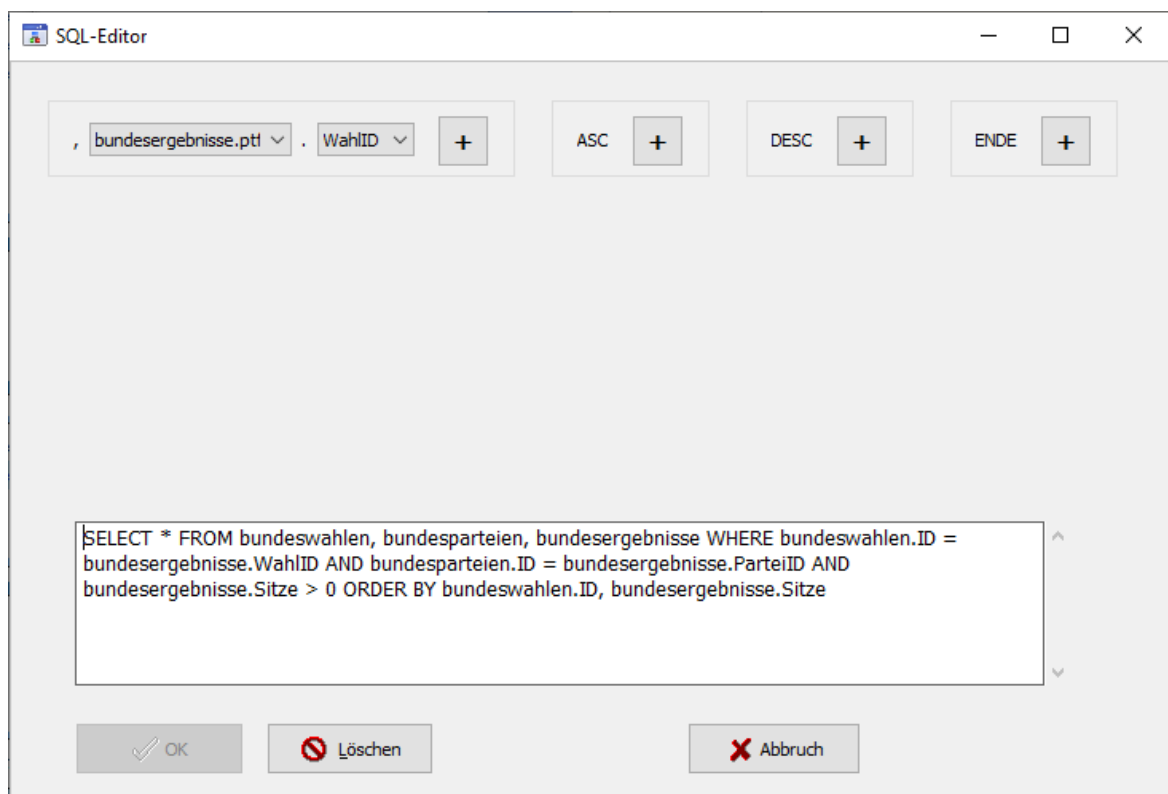 SQL-Editor
, bundesergebnisse.ptf . WahlID + ASC + DESC + ENDE +
SELECT * FROM bundeswahlen, bundesparteien, bundesergebnisse WHERE bundeswahlen.ID =
bundesergebnisse.WahlID AND bundesparteien.ID = bundesergebnisse.ParteiID AND
bundesergebnisse.Sitze > 0 ORDER BY bundeswahlen.ID, bundesergebnisse.Sitze
OK Löschen Abbruch